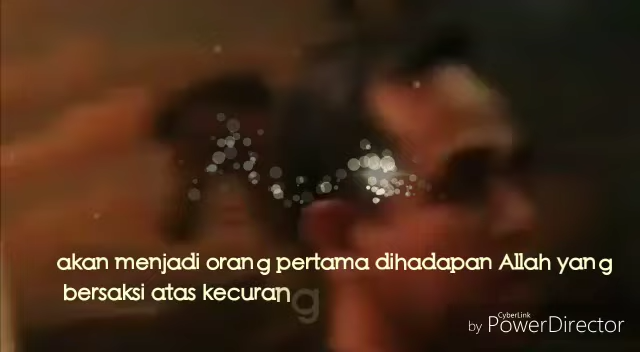 akan menjadi orang pertama dihadapan Allah yang
bersaksi atas kecurang
CyberLink
by PowerDirector